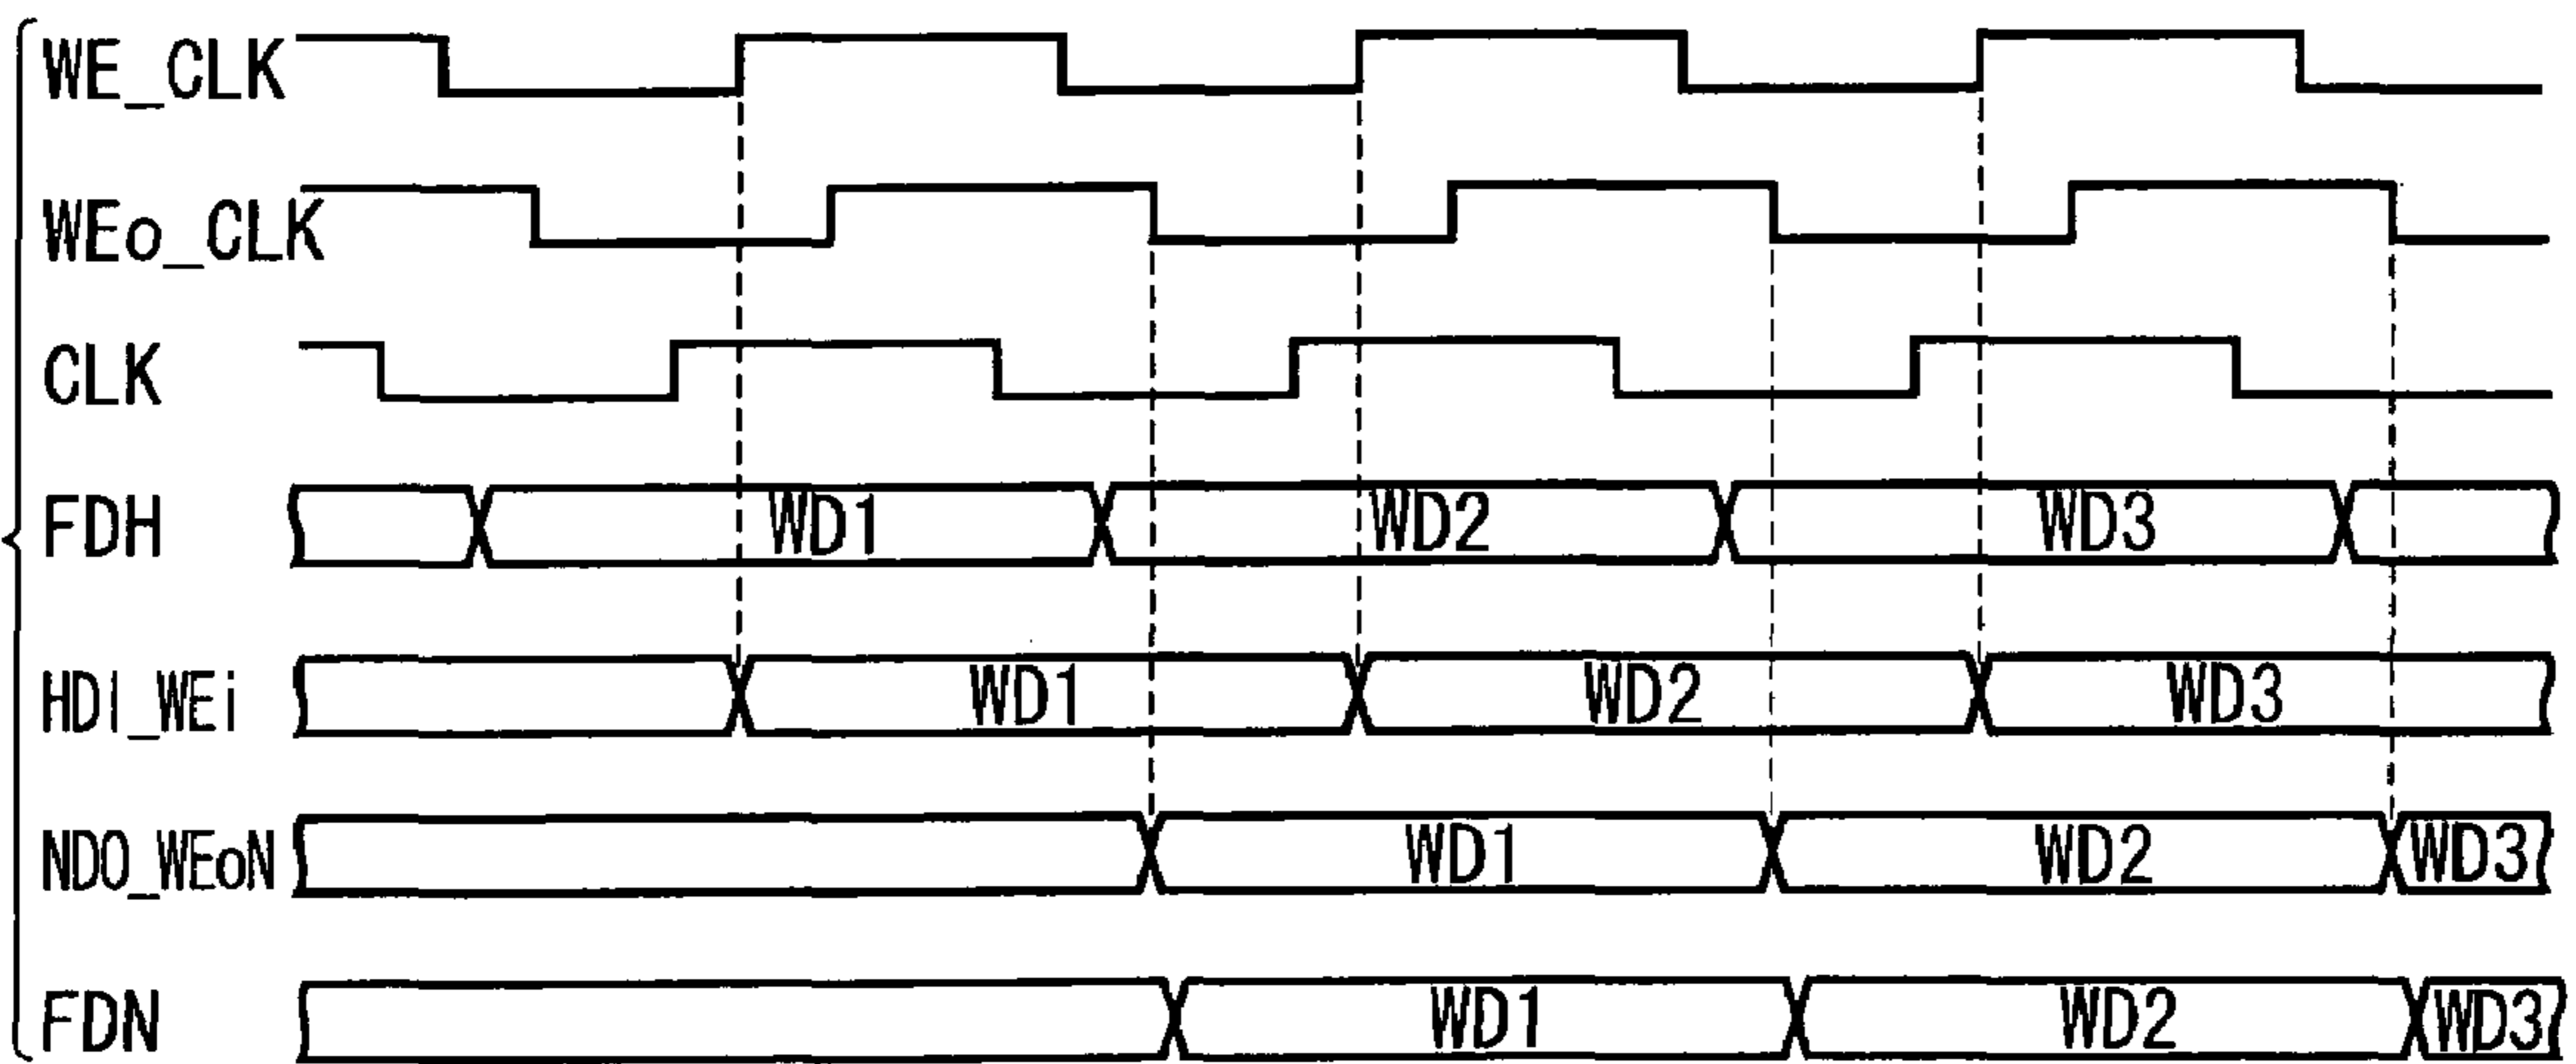 WE_CLK
WEo_CLK
CLK
FDH WD1 WD2 WD3
HDI_WEi WD1 WD2 WD3
NDO_WEoN WD1 WD2 WD3
FDN WD1 WD2 WD3